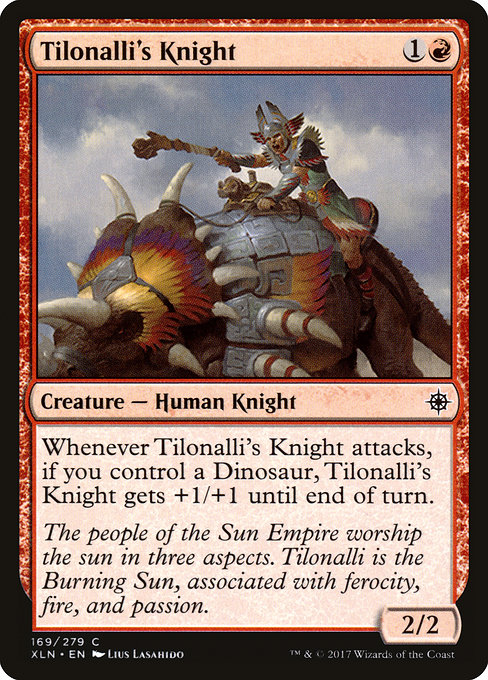 Tilonalli's Knight 1
Creature — Human Knight
Whenever Tilonalli's Knight attacks,
if you control a Dinosaur, Tilonalli's
Knight gets +1/+1 until end of turn.
The people of the Sun Empire worship
the sun in three aspects. Tilonalli is the
Burning Sun, associated with ferocity,
fire, and passion.
2/2
169/279 C
XLN • EN Lius Lasahido
™ & © 2017 Wizards of the Coast